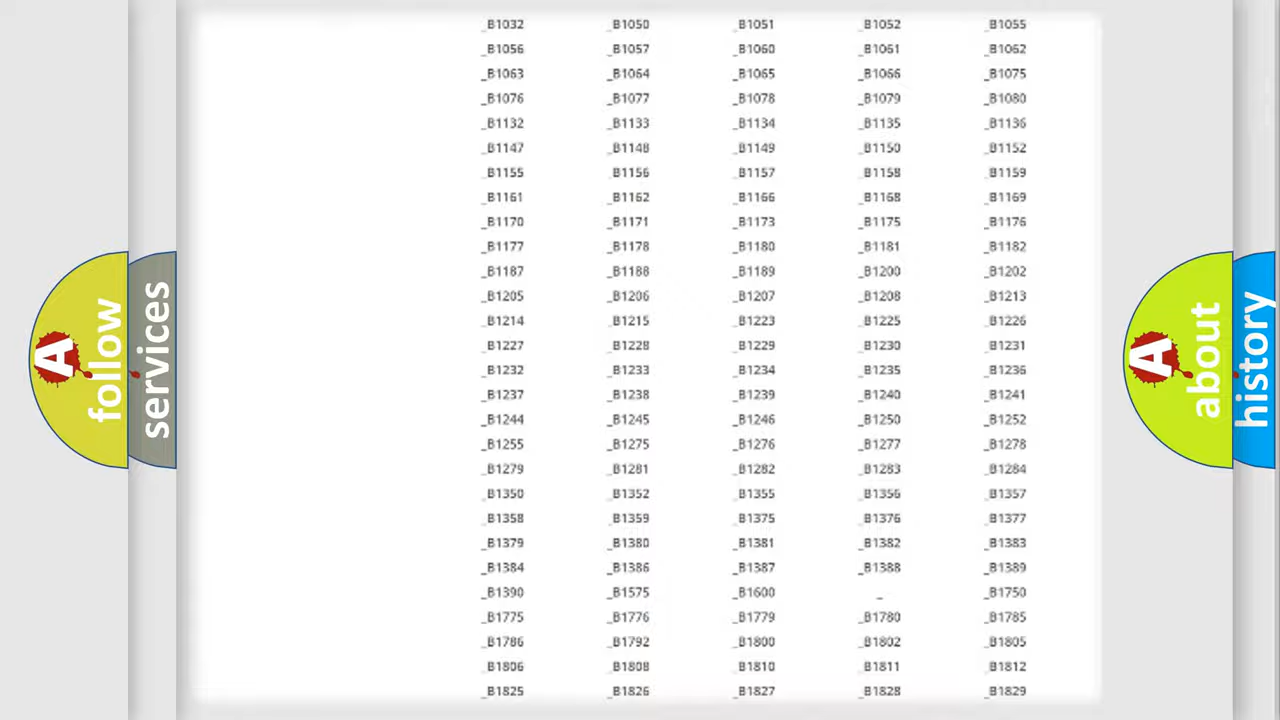 _B1032 _B1050 _B1051 _B1052 _B1055
_B1056 _B1057 _B1060 _B1061 _B1062
_B1063 _B1064 _B1065 _B1066 _B1075
_B1076 _B1077 _B1078 _B1079 _B1080
_B1132 _B1133 _B1134 _B1135 _B1136
_B1147 _B1148 _B1149 _B1150 _B1152
_B1155 _B1156 _B1157 _B1158 _B1159
_B1161 _B1162 _B1166 _B1168 _B1169
_B1170 _B1171 _B1173 _B1175 _B1176
_B1177 _B1178 _B1180 _B1181 _B1182
_B1187 _B1188 _B1189 _B1200 _B1202
_B1205 _B1206 _B1207 _B1208 _B1213
_B1214 _B1215 _B1223 _B1225 _B1226
_B1227 _B1228 _B1229 _B1230 _B1231
_B1232 _B1233 _B1234 _B1235 _B1236
_B1237 _B1238 _B1239 _B1240 _B1241
_B1244 _B1245 _B1246 _B1250 _B1252
_B1255 _B1275 _B1276 _B1277 _B1278
_B1279 _B1281 _B1282 _B1283 _B1284
_B1350 _B1352 _B1355 _B1356 _B1357
_B1358 _B1359 _B1375 _B1376 _B1377
_B1379 _B1380 _B1381 _B1382 _B1383
_B1384 _B1386 _B1387 _B1388 _B1389
_B1390 _B1575 _B1600 _ _B1750
_B1775 _B1776 _B1779 _B1780 _B1785
_B1786 _B1792 _B1800 _B1802 _B1805
_B1806 _B1808 _B1810 _B1811 _B1812
_B1825 _B1826 _B1827 _B1828 _B1829
A follow
services
A about
history